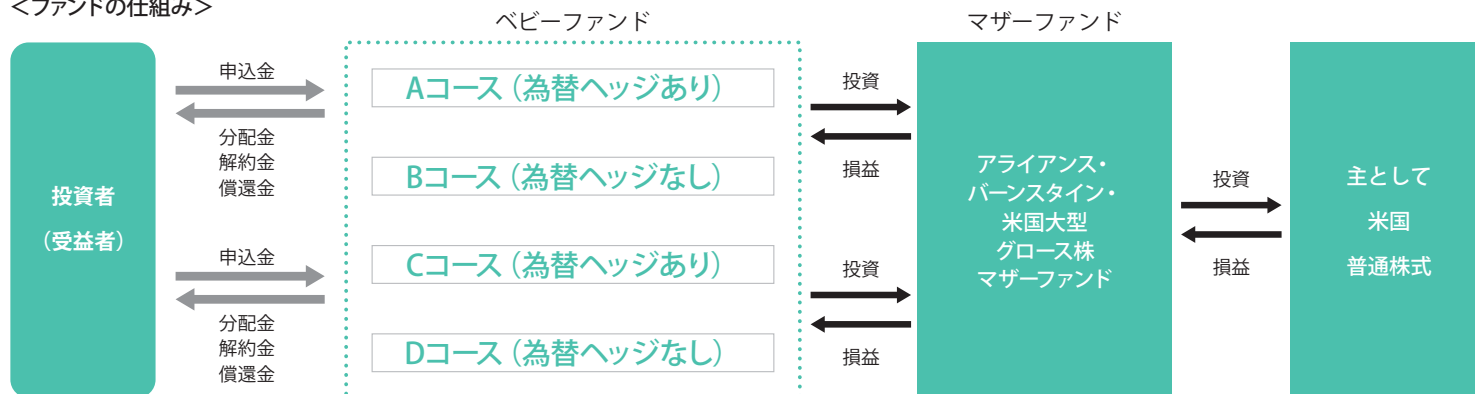 ＜ファンドの仕組み＞
ベビーファンド
マザーファンド
投資者
（受益者）
申込金
分配金
解約金
償還金
申込金
分配金
解約金
償還金
Aコース（為替ヘッジあり）
Bコース（為替ヘッジなし）
Cコース（為替ヘッジあり）
Dコース（為替ヘッジなし）
投資
損益
投資
損益
アライアンス・
バーンスタイン・
米国大型
グロース株
マザーファンド
投資
損益
主として
米国
普通株式